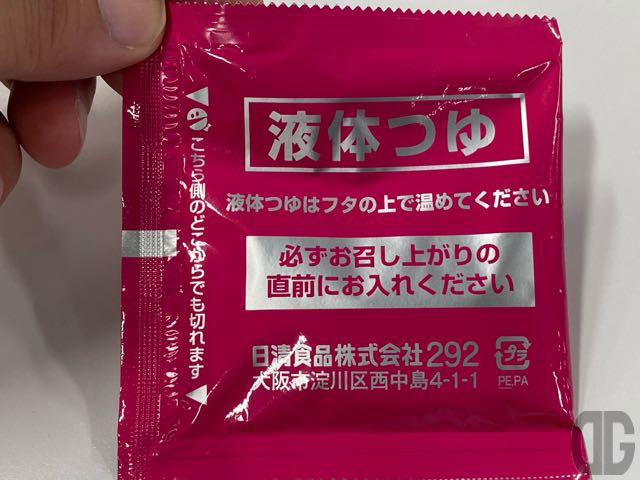 液体つゆ
液体つゆはフタの上で温めてください
必ずお召し上がりの
直前にお入れください
日清食品株式会社292
大阪市淀川区西中島4-1-1
プラ
PE,PA
こちら側のどこからでも切れます
DG